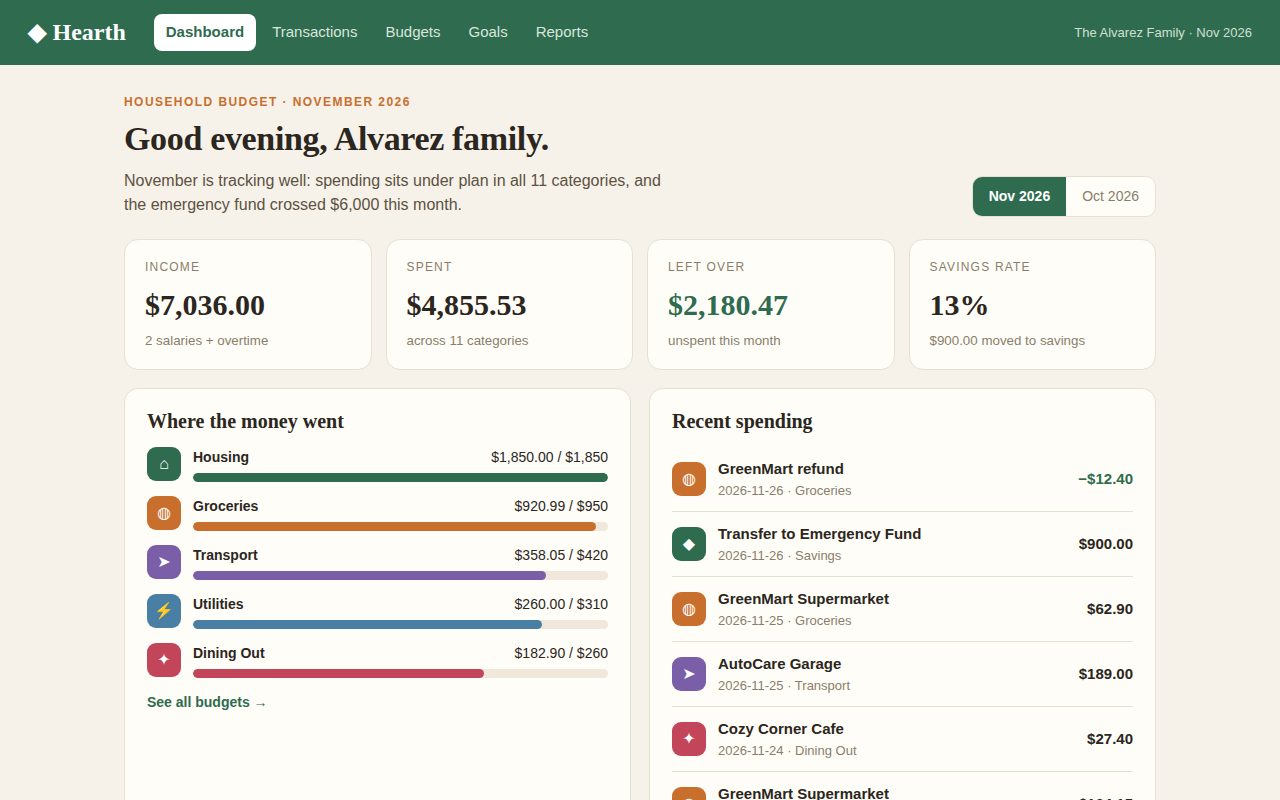 ◆ Hearth
Dashboard
Transactions
Budgets
Goals
Reports
The Alvarez Family · Nov 2026
HOUSEHOLD BUDGET · NOVEMBER 2026
Good evening, Alvarez family.
November is tracking well: spending sits under plan in all 11 categories, and
the emergency fund crossed $6,000 this month.
Nov 2026
Oct 2026
INCOME
$7,036.00
2 salaries + overtime
SPENT
$4,855.53
across 11 categories
LEFT OVER
$2,180.47
unspent this month
SAVINGS RATE
13%
$900.00 moved to savings
Where the money went
Housing
$1,850.00 / $1,850
Groceries
$920.99 / $950
Transport
$358.05 / $420
Utilities
$260.00 / $310
Dining Out
$182.90 / $260
See all budgets →
Recent spending
GreenMart refund
2026-11-26 · Groceries
−$12.40
Transfer to Emergency Fund
2026-11-26 · Savings
$900.00
GreenMart Supermarket
2026-11-25 · Groceries
$62.90
AutoCare Garage
2026-11-25 · Transport
$189.00
Cozy Corner Cafe
2026-11-24 · Dining Out
$27.40
GreenMart Supermarket